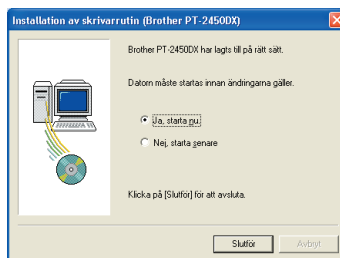 Installation av skrivarrutin (Brother PT-2450DX)
Brother PT-2450DX har lagts till på rätt sätt.
Datorn måste startas innan ändringarna gäller.
Ja, starta nu
Nej, starta senare
Klicka på [Slutför] för att avsluta.
Slutför
Avbryt